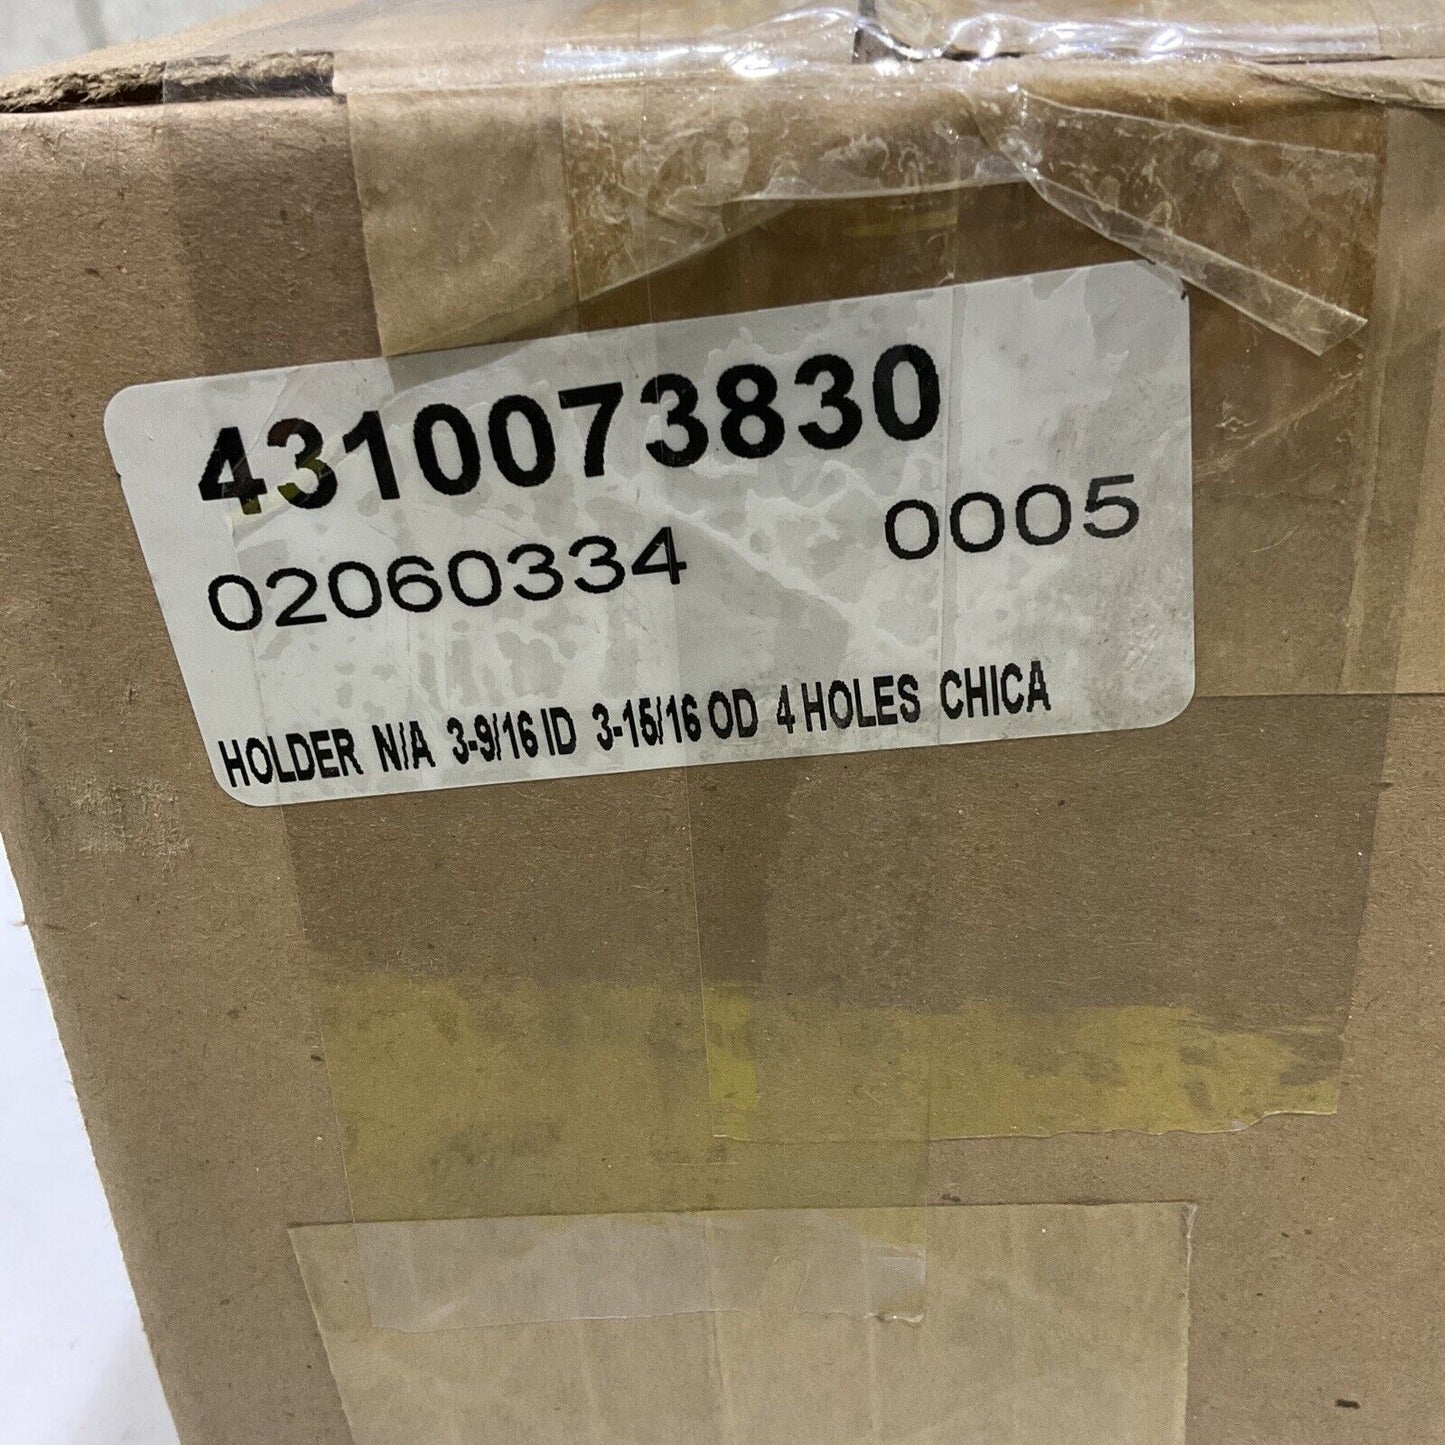 4310073830
02060334 0005
HOLDER N/A 3-9/16 ID 3-15/16 OD 4 HOLES CHICA